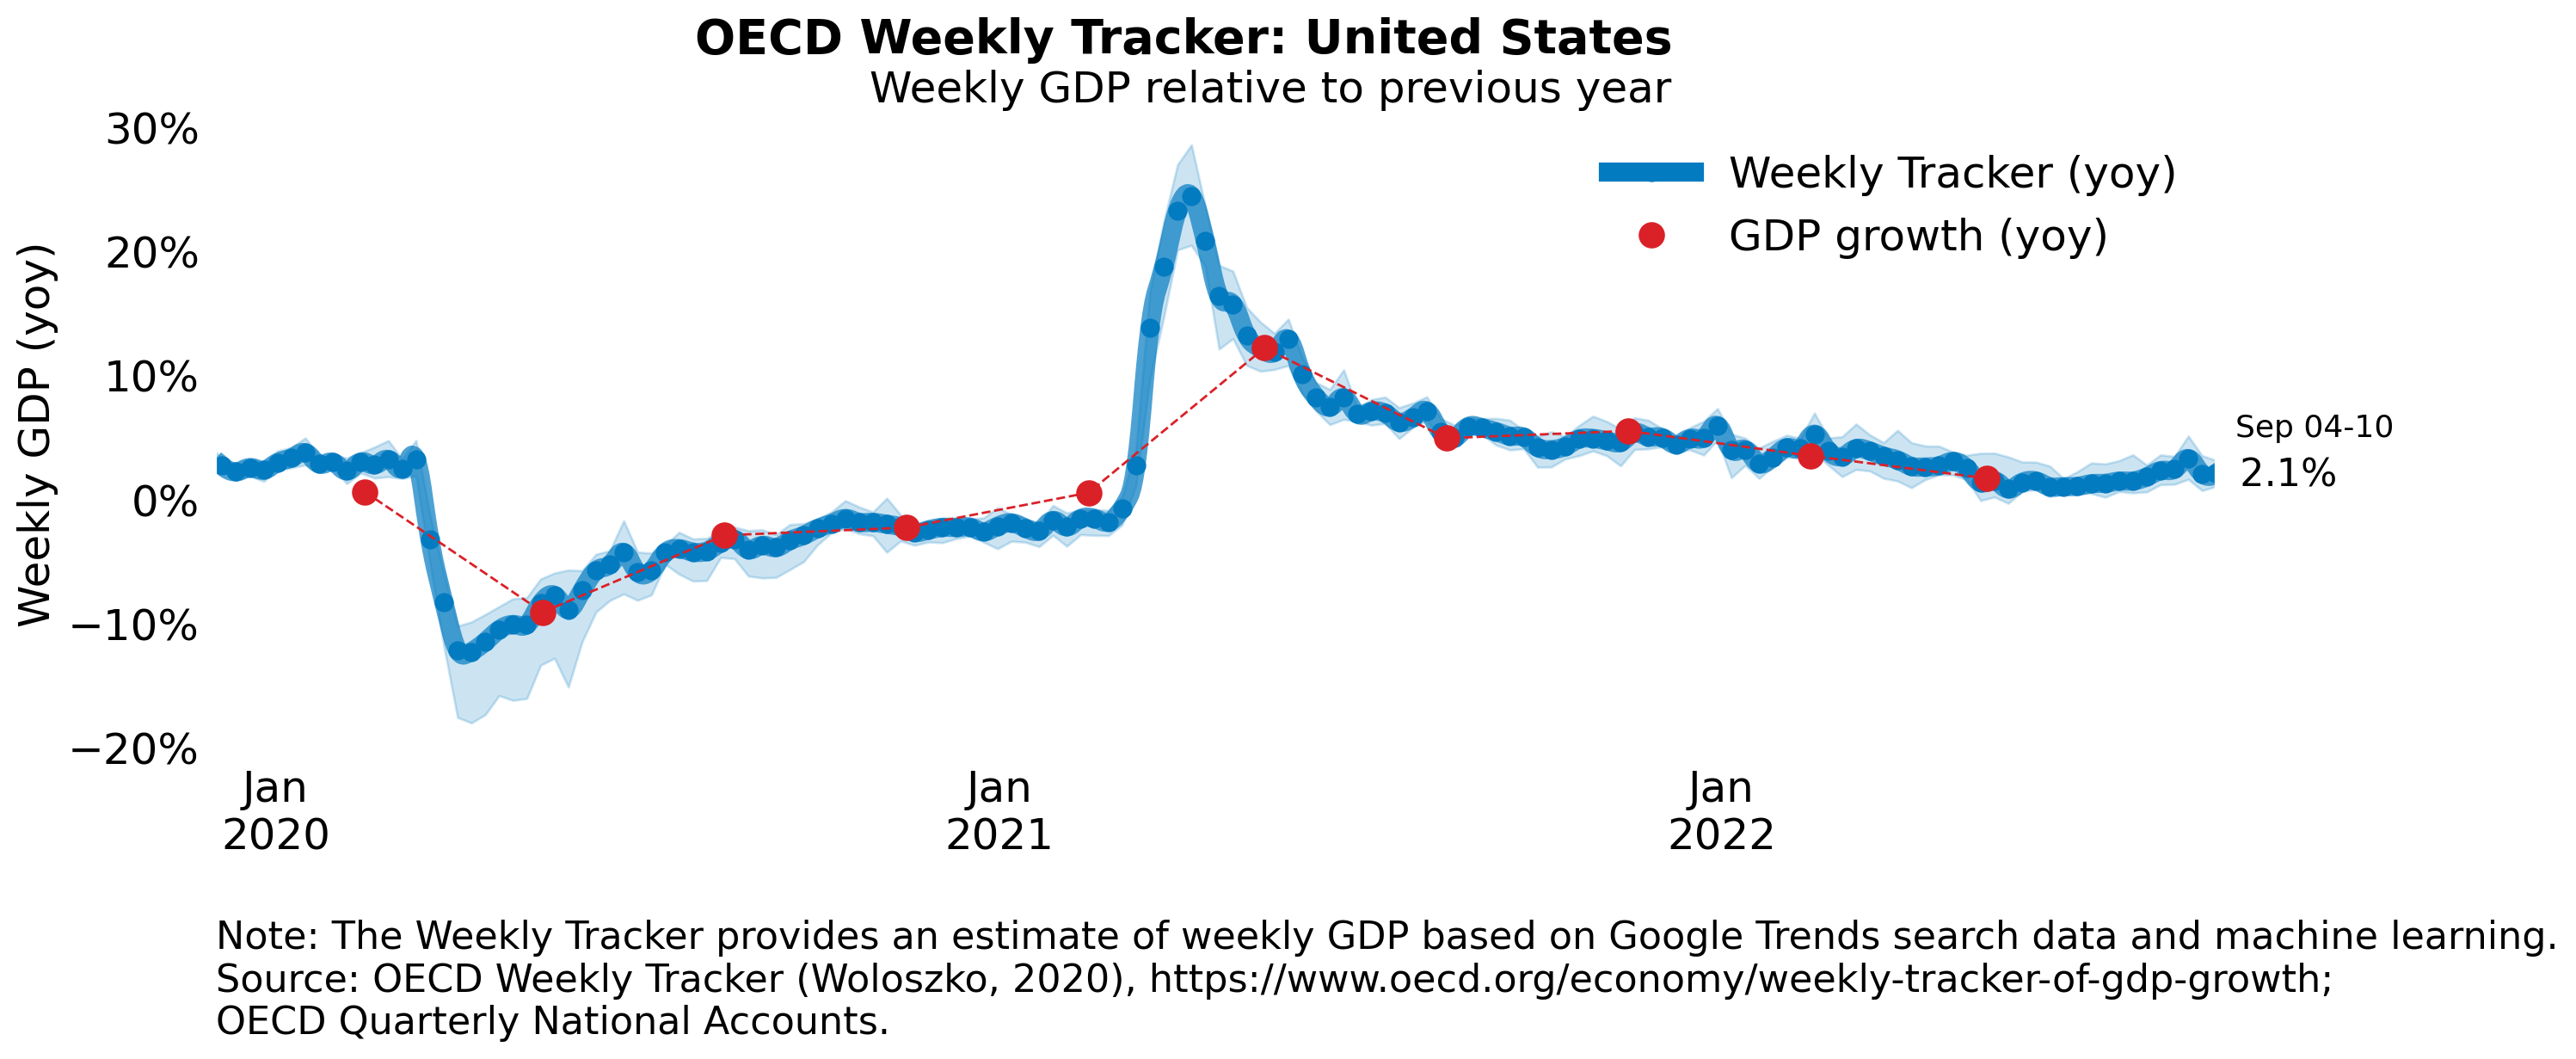 OECD Weekly Tracker: United States
Weekly GDP relative to previous year
Weekly GDP (yoy)
30%
20%
10%
0%
−10%
−20%
Weekly Tracker (yoy)
GDP growth (yoy)
Sep 04-10
2.1%
Jan
2020
Jan
2021
Jan
2022
Note: The Weekly Tracker provides an estimate of weekly GDP based on Google Trends search data and machine learning.
Source: OECD Weekly Tracker (Woloszko, 2020), https://www.oecd.org/economy/weekly-tracker-of-gdp-growth;
OECD Quarterly National Accounts.